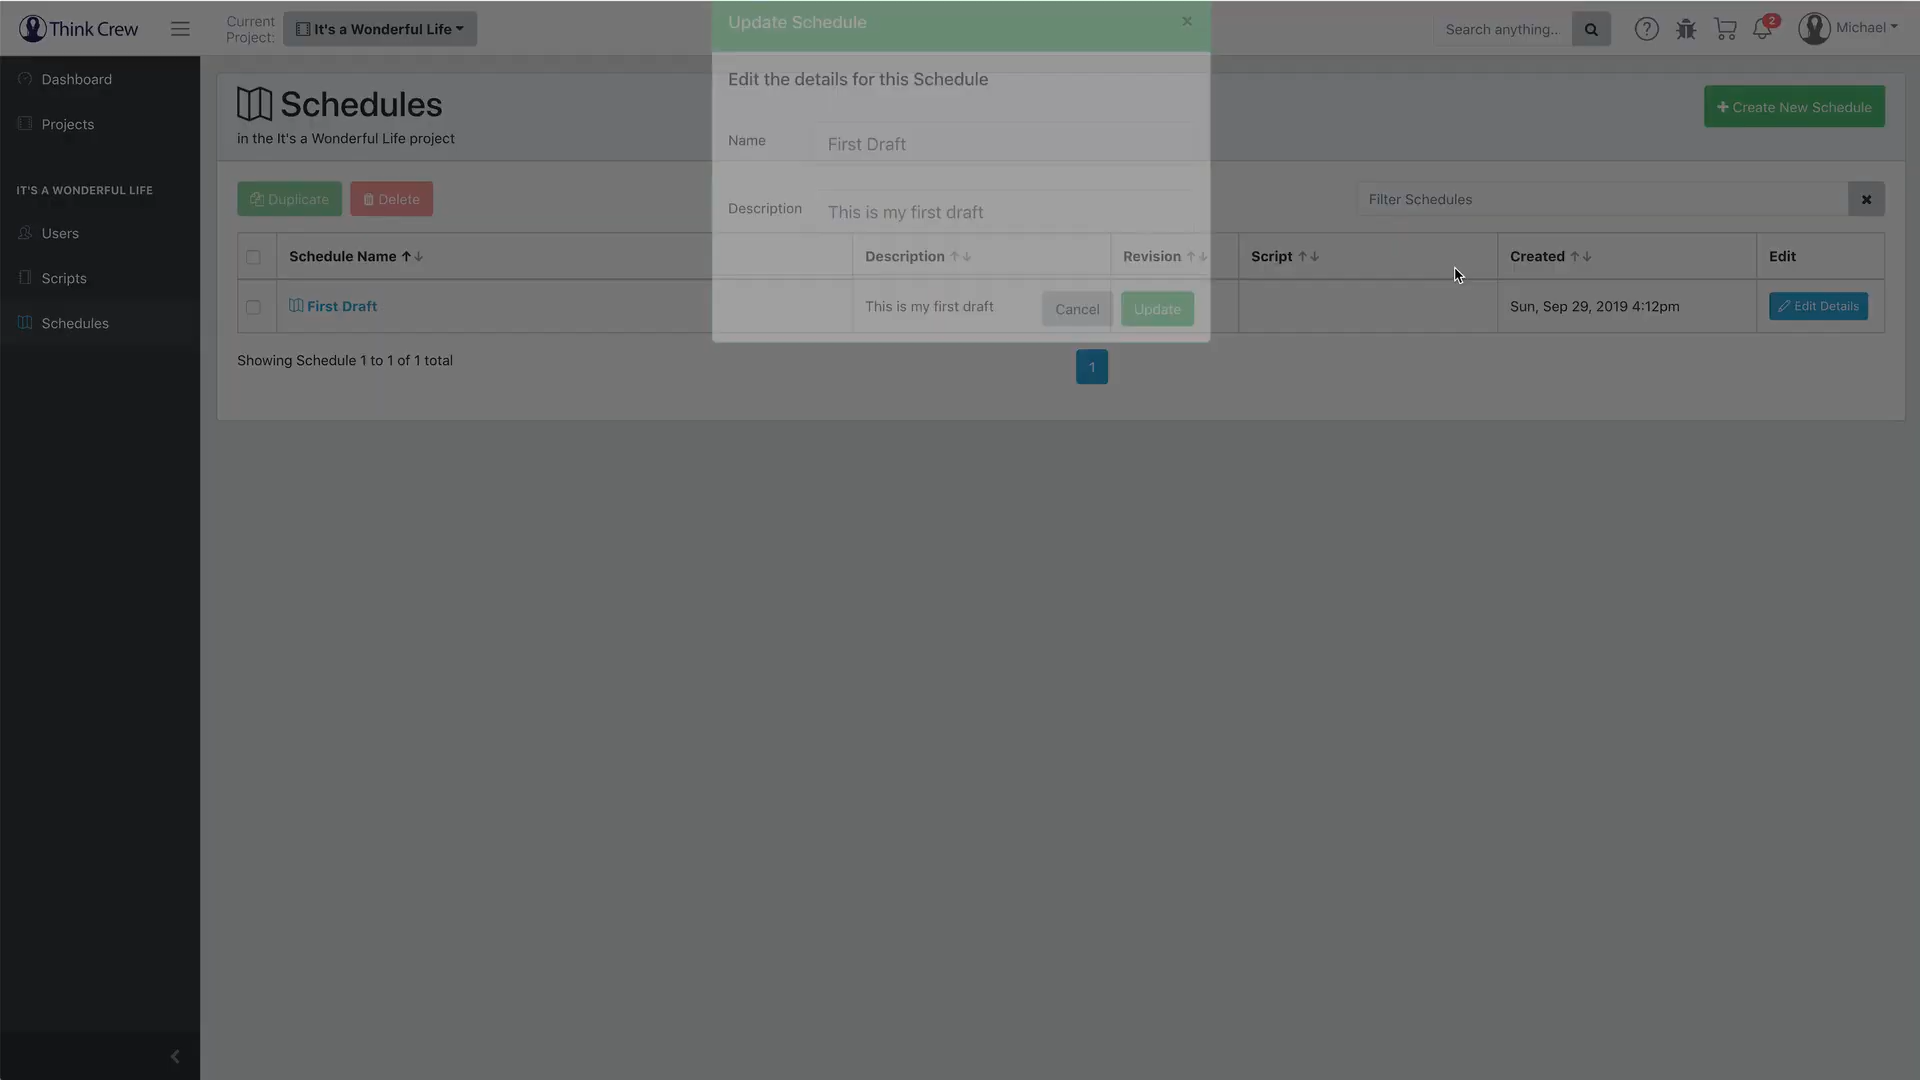 Think Crew
Current
Project:
It's a Wonderful Life
Search anything..
2
Michael
Dashboard
Projects
IT'S A WONDERFUL LIFE
Users
Scripts
Schedules
Schedules
in the It's a Wonderful Life project
+ Create New Schedule
Update Schedule
×
Edit the details for this Schedule
Name
First Draft
Description
This is my first draft
Cancel
Update
Duplicate
Delete
Filter Schedules
Schedule Name
Description
Revision
Script
Created
Edit
First Draft
This is my first draft
Sun, Sep 29, 2019 4:12pm
Edit Details
Showing Schedule 1 to 1 of 1 total
1